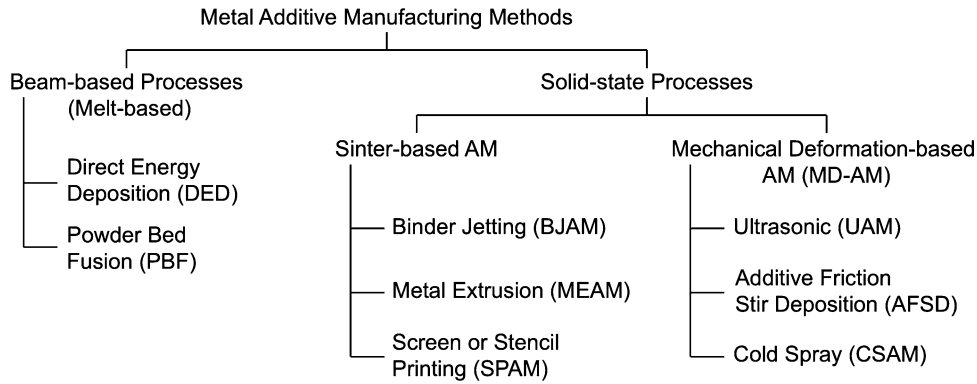 Metal Additive Manufacturing Methods
Beam-based Processes
(Melt-based)
Direct Energy
Deposition (DED)
Powder Bed
Fusion (PBF)
Solid-state Processes
Sinter-based AM
Binder Jetting (BJAM)
Metal Extrusion (MEAM)
Screen or Stencil
Printing (SPAM)
Mechanical Deformation-based
AM (MD-AM)
Ultrasonic (UAM)
Additive Friction
Stir Deposition (AFSD)
Cold Spray (CSAM)